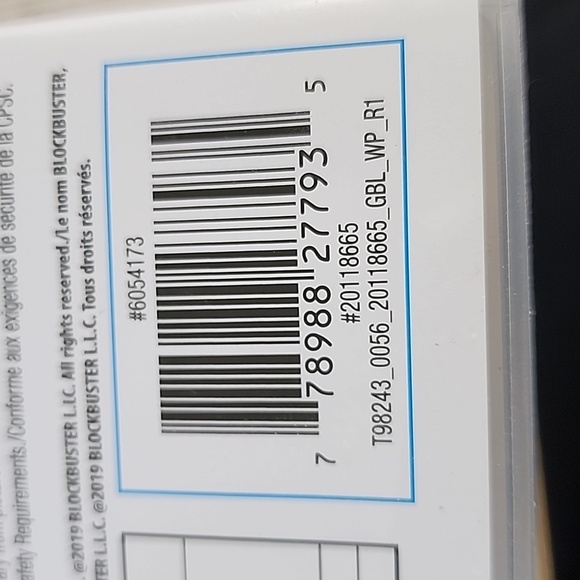 afety Requirements./Conforme aux exigences de sécurité de la CPSC.
. @2019 BLOCKBUSTER L.L.C. All rights reserved./Le nom BLOCKBUSTER,
TER L.L.C. @2019 BLOCKBUSTER L.L.C. Tous droits réservés.
#6054173
7 78988 27793 5
#20118665
T98243_0056_20118665_GBL_WP_R1